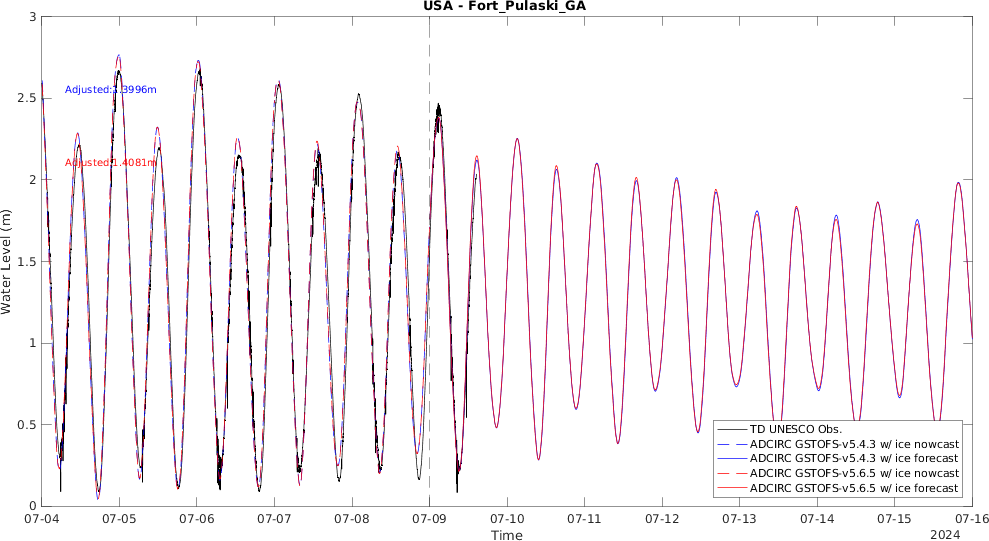 USA - Fort_Pulaski_GA
3
2.5
2
1.5
1
0.5
0
Water Level (m)
Adjusted:1.3996m
Adjusted:1.4081m
TD UNESCO Obs.
ADCIRC GSTOFS-v5.4.3 w/ ice nowcast
ADCIRC GSTOFS-v5.4.3 w/ ice forecast
ADCIRC GSTOFS-v5.6.5 w/ ice nowcast
ADCIRC GSTOFS-v5.6.5 w/ ice forecast
07-04 07-05 07-06 07-07 07-08 07-09 07-10 07-11 07-12 07-13 07-14 07-15 07-16
Time 2024